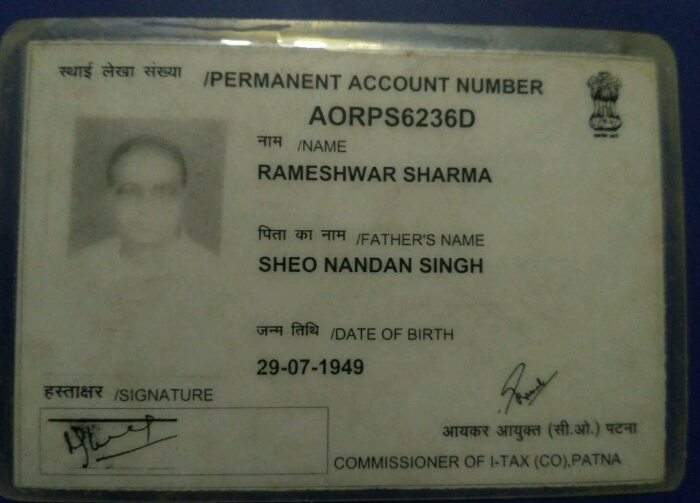 स्थाई लेखा संख्या /PERMANENT ACCOUNT NUMBER
AORPS6236D
नाम /NAME
RAMESHWAR SHARMA
पिता का नाम /FATHER'S NAME
SHEO NANDAN SINGH
जन्म तिथि /DATE OF BIRTH
29-07-1949
हस्ताक्षर /SIGNATURE
आयकर आयुक्त (सी.ओ.) पटना
COMMISSIONER OF I-TAX (CO),PATNA